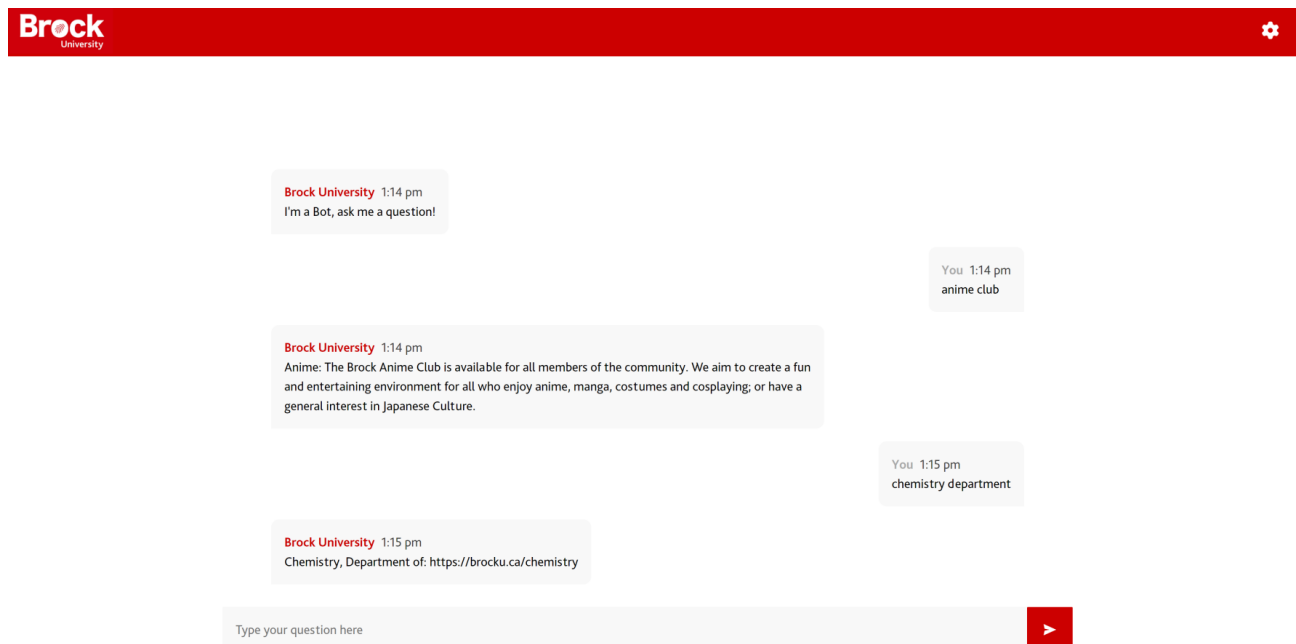 Brock
University
Brock University 1:14 pm
I'm a Bot, ask me a question!
You 1:14 pm
anime club
Brock University 1:14 pm
Anime: The Brock Anime Club is available for all members of the community. We aim to create a fun
and entertaining environment for all who enjoy anime, manga, costumes and cosplaying; or have a
general interest in Japanese Culture.
You 1:15 pm
chemistry department
Brock University 1:15 pm
Chemistry, Department of: https://brocku.ca/chemistry
Type your question here